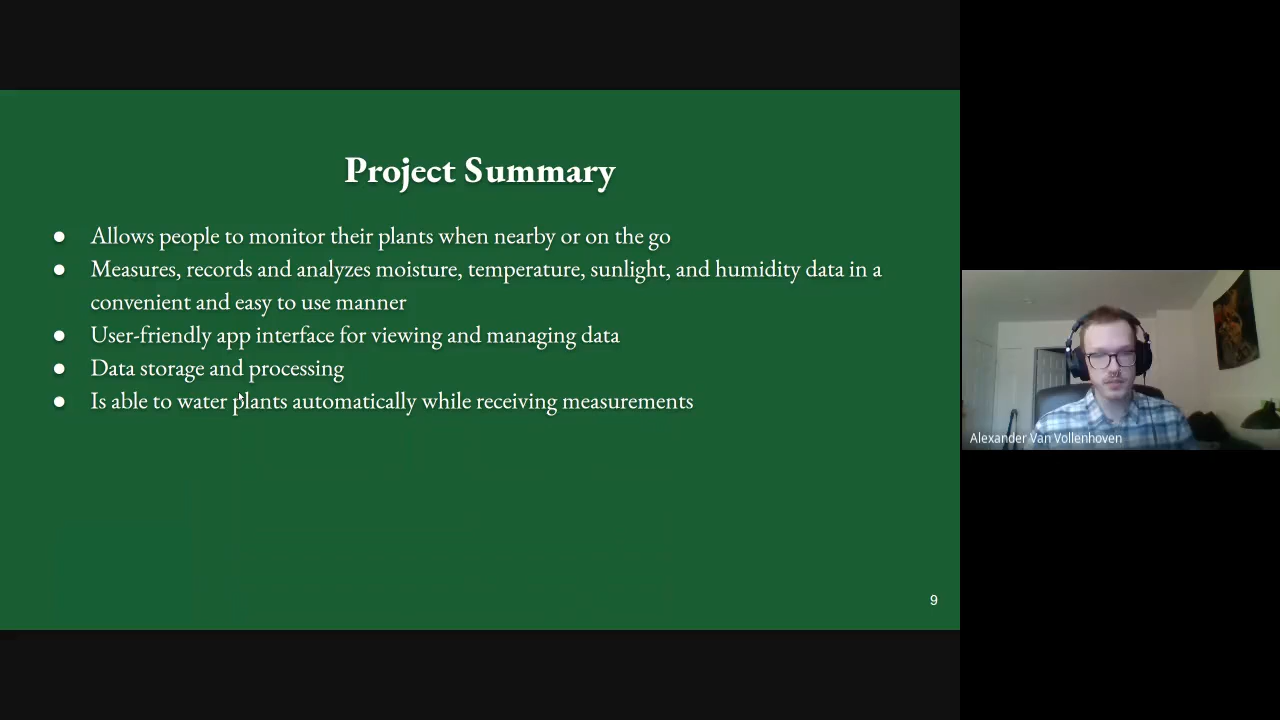 Project Summary
● Allows people to monitor their plants when nearby or on the go
● Measures, records and analyzes moisture, temperature, sunlight, and humidity data in a
convenient and easy to use manner
● User-friendly app interface for viewing and managing data
● Data storage and processing
● Is able to water plants automatically while receiving measurements
9
Alexander Van Vollenhoven